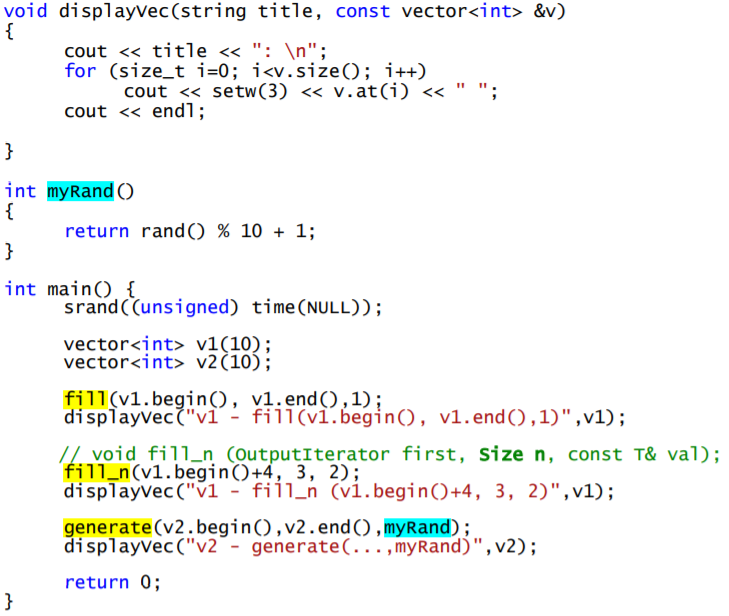 void displayVec(string title, const vector<int> &v)
{
cout << title << ": \n";
for (size_t i=0; i<v.size(); i++)
cout << setw(3) << v.at(i) << " ";
cout << endl;
}
int myRand()
{
return rand() % 10 + 1;
}
int main() {
srand((unsigned) time(NULL));
vector<int> v1(10);
vector<int> v2(10);
fill(v1.begin(), v1.end(),1);
displayVec("v1 - fill(v1.begin(), v1.end(),1)",v1);
// void fill_n (OutputIterator first, Size n, const T& val);
fill_n(v1.begin()+4, 3, 2);
displayVec("v1 - fill_n (v1.begin()+4, 3, 2)",v1);
generate(v2.begin(),v2.end(),myRand);
displayVec("v2 - generate(...,myRand)",v2);
return 0;
}